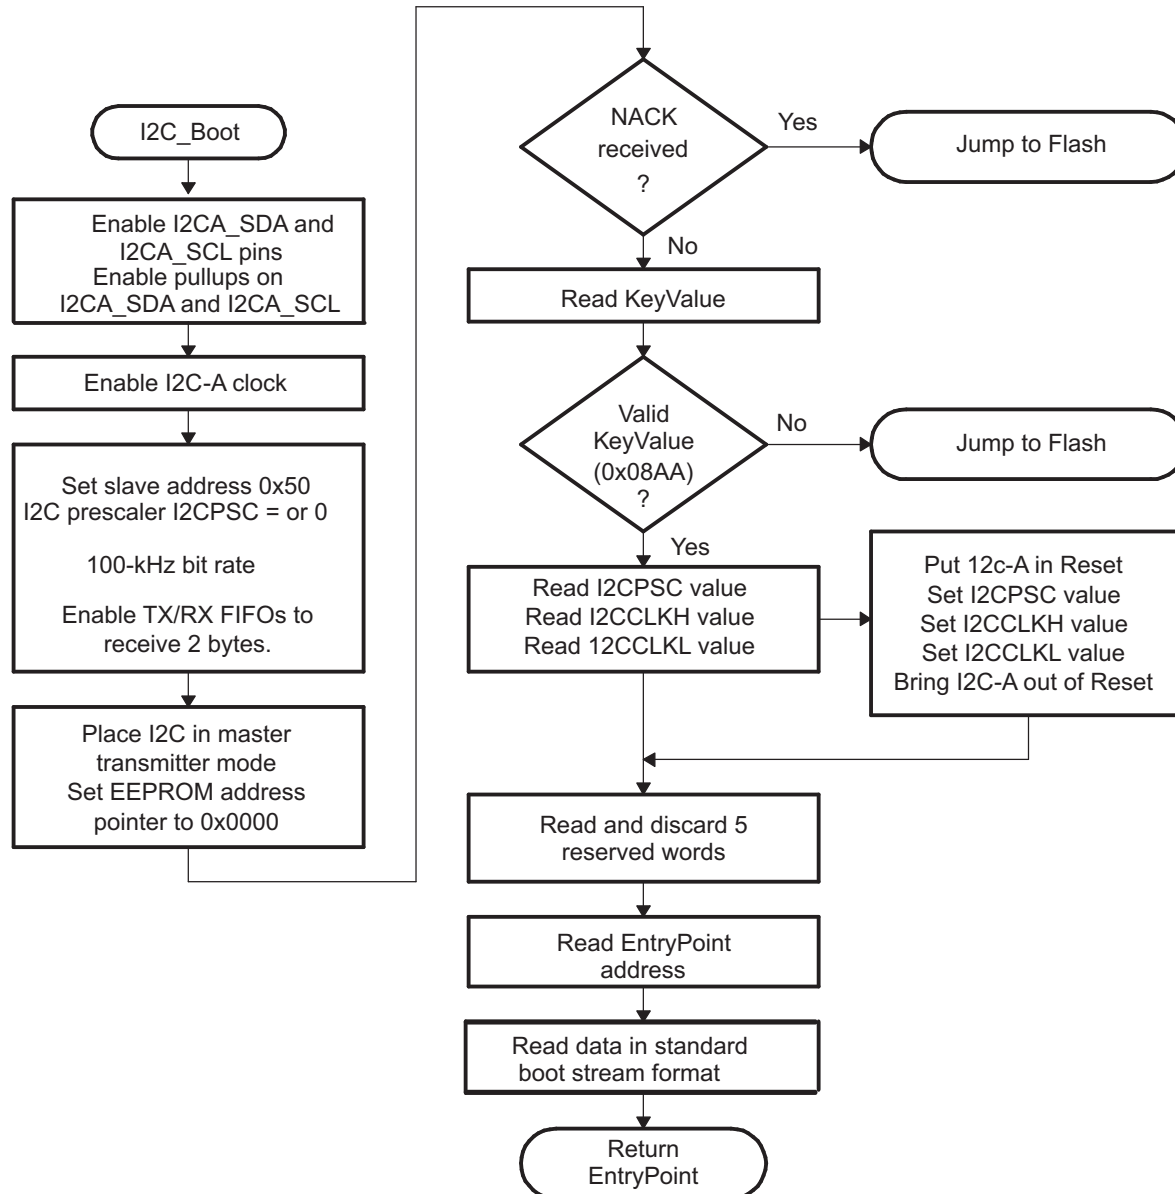 I2C_Boot
Enable I2CA_SDA and
I2CA_SCL pins
Enable pullups on
I2CA_SDA and I2CA_SCL
Enable I2C-A clock
Set slave address 0x50
I2C prescaler I2CPSC = or 0
100-kHz bit rate
Enable TX/RX FIFOs to
receive 2 bytes.
Place I2C in master
transmitter mode
Set EEPROM address
pointer to 0x0000
NACK
received
?
Yes
Jump to Flash
No
Read KeyValue
Valid
KeyValue
(0x08AA)
?
No
Jump to Flash
Yes
Read I2CPSC value
Read I2CCLKH value
Read 12CCLKL value
Put 12c-A in Reset
Set I2CPSC value
Set I2CCLKH value
Set I2CCLKL value
Bring I2C-A out of Reset
Read and discard 5
reserved words
Read EntryPoint
address
Read data in standard
boot stream format
Return
EntryPoint